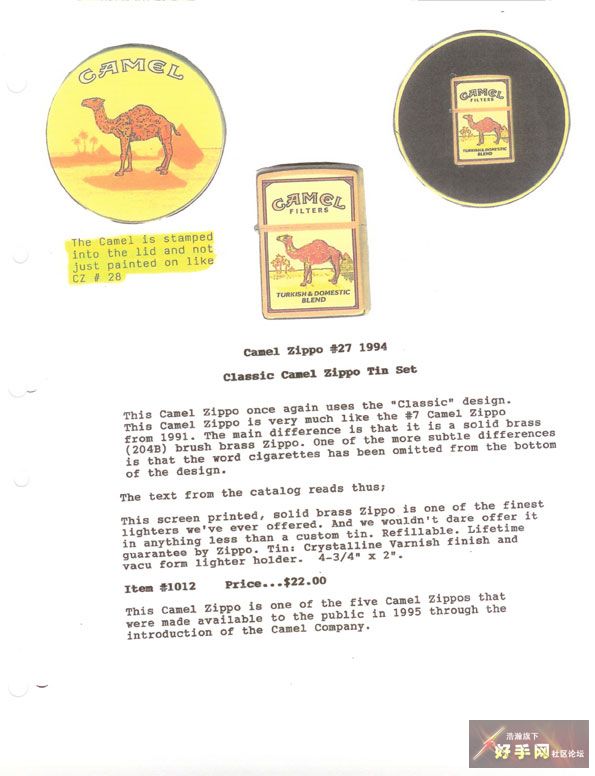 CAMEL
CAMEL
FILTERS
TURKISH & DOMESTIC
BLEND
CAMEL
FILTERS
TURKISH & DOMESTIC
BLEND
The Camel is stamped
into the lid and not
just painted on like
CZ # 28
Camel Zippo #27 1994
Classic Camel Zippo Tin Set
This Camel Zippo once again uses the "Classic" design.
This Camel Zippo is very much like the #7 Camel Zippo
from 1991. The main difference is that it is a solid brass
(204B) brush brass Zippo. One of the more subtle differences
is that the word cigarettes has been omitted from the bottom
of the design.
The text from the catalog reads thus;
This screen printed, solid brass Zippo is one of the finest
lighters we've ever offered. And we wouldn't dare offer it
in anything less than a custom tin. Refillable. Lifetime
guarantee by Zippo. Tin: Crystalline Varnish finish and
vacu form lighter holder. 4-3/4" x 2".
Item #1012 Price...$22.00
This Camel Zippo is one of the five Camel Zippos that
were made available to the public in 1995 through the
introduction of the Camel Company.
浩瀚旗下
好手网社区论坛